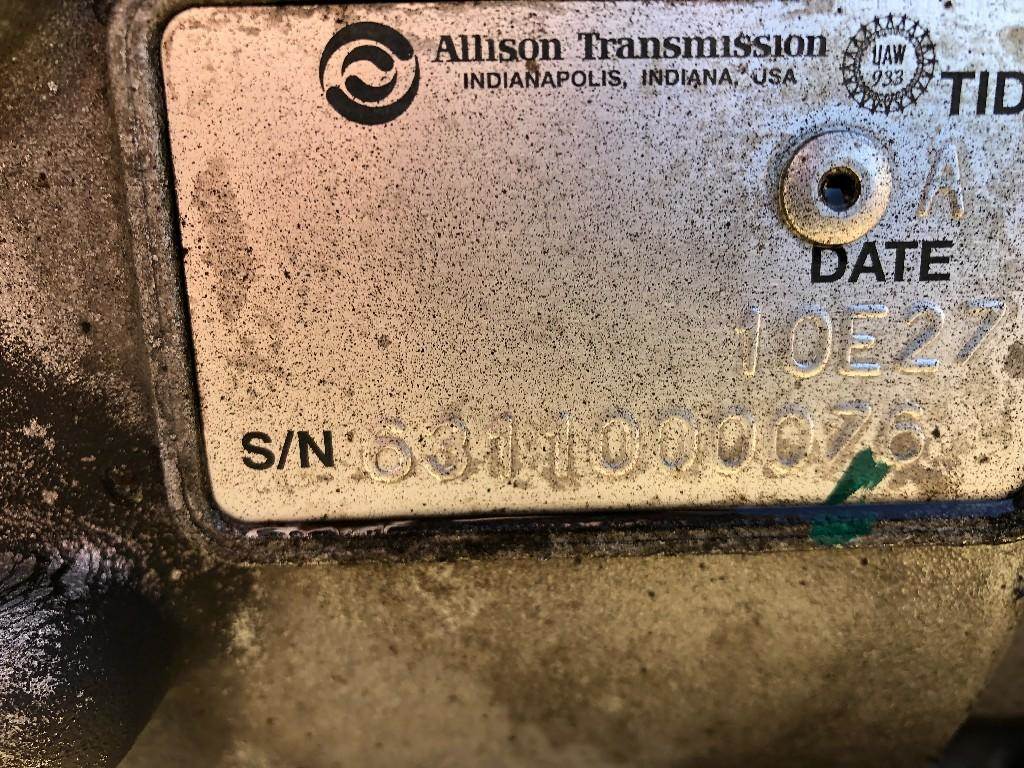 Allison Transmission
INDIANAPOLIS, INDIANA, USA
UAW
933
TID
A
DATE
10E27
S/N 6311000076